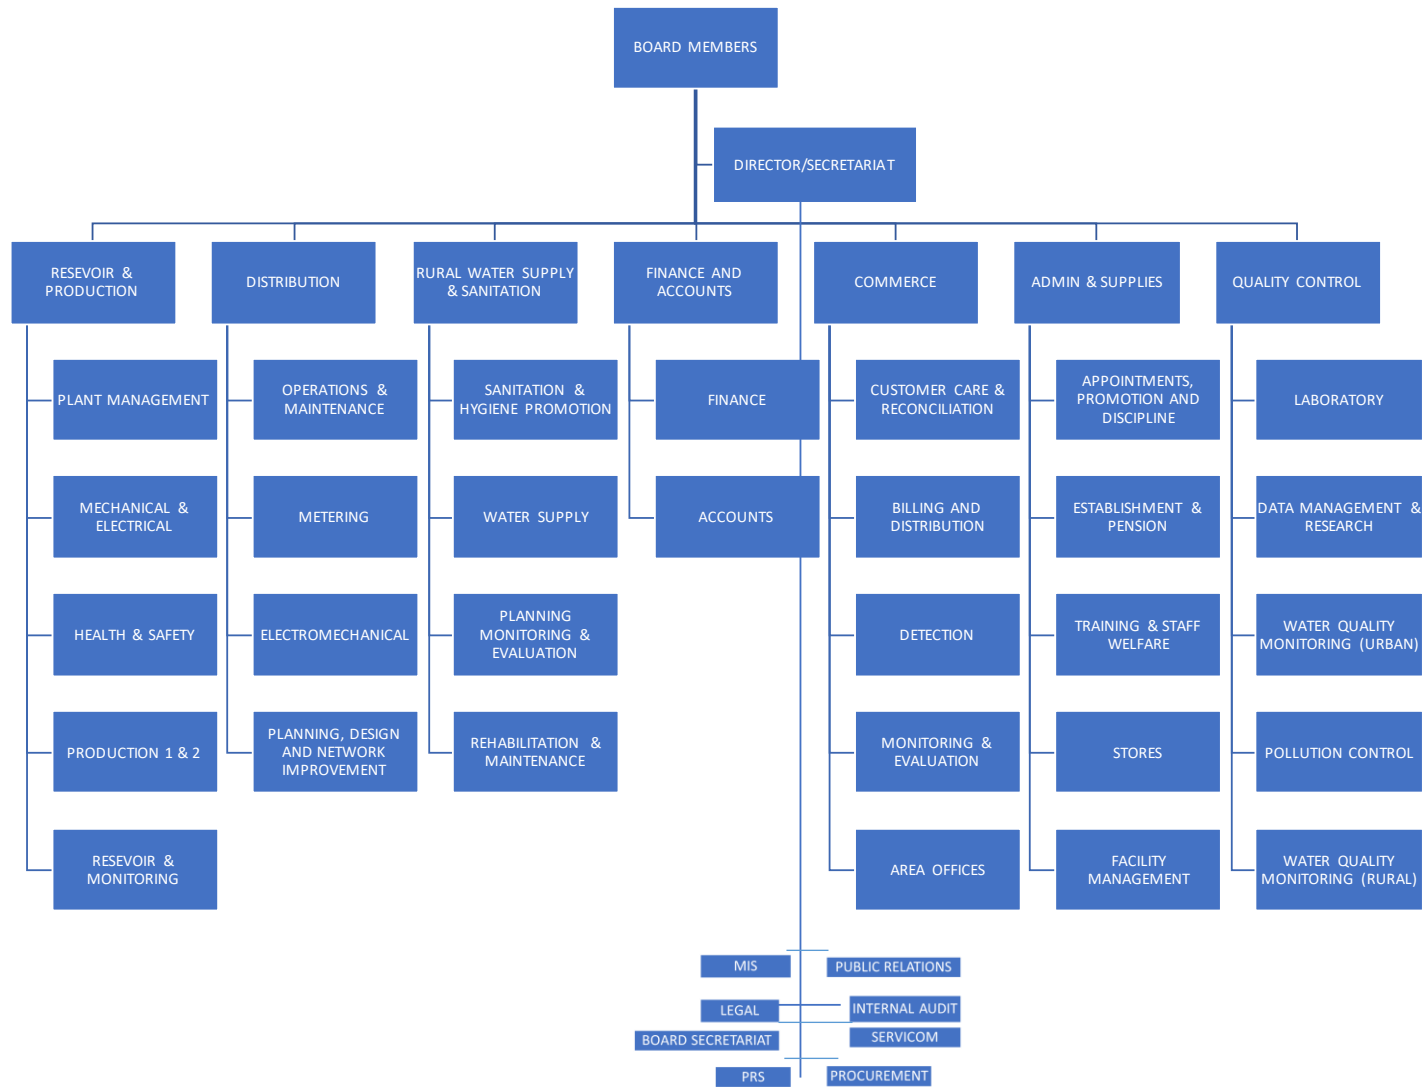 BOARD MEMBERS
DIRECTOR/SECRETARIAT
RESEVOIR &
PRODUCTION
DISTRIBUTION
RURAL WATER SUPPLY
& SANITATION
FINANCE AND
ACCOUNTS
COMMERCE
ADMIN & SUPPLIES
QUALITY CONTROL
PLANT MANAGEMENT
OPERATIONS &
MAINTENANCE
SANITATION &
HYGIENE PROMOTION
FINANCE
CUSTOMER CARE &
RECONCILIATION
APPOINTMENTS,
PROMOTION AND
DISCIPLINE
LABORATORY
MECHANICAL &
ELECTRICAL
METERING
WATER SUPPLY
ACCOUNTS
BILLING AND
DISTRIBUTION
ESTABLISHMENT &
PENSION
DATA MANAGEMENT &
RESEARCH
HEALTH & SAFETY
ELECTROMECHANICAL
PLANNING
MONITORING &
EVALUATION
DETECTION
TRAINING & STAFF
WELFARE
WATER QUALITY
MONITORING (URBAN)
PRODUCTION 1 & 2
PLANNING, DESIGN
AND NETWORK
IMPROVEMENT
REHABILITATION &
MAINTENANCE
MONITORING &
EVALUATION
STORES
POLLUTION CONTROL
RESEVOIR &
MONITORING
AREA OFFICES
FACILITY
MANAGEMENT
WATER QUALITY
MONITORING (RURAL)
MIS
PUBLIC RELATIONS
LEGAL
INTERNAL AUDIT
BOARD SECRETARIAT
SERVICOM
PRS
PROCUREMENT